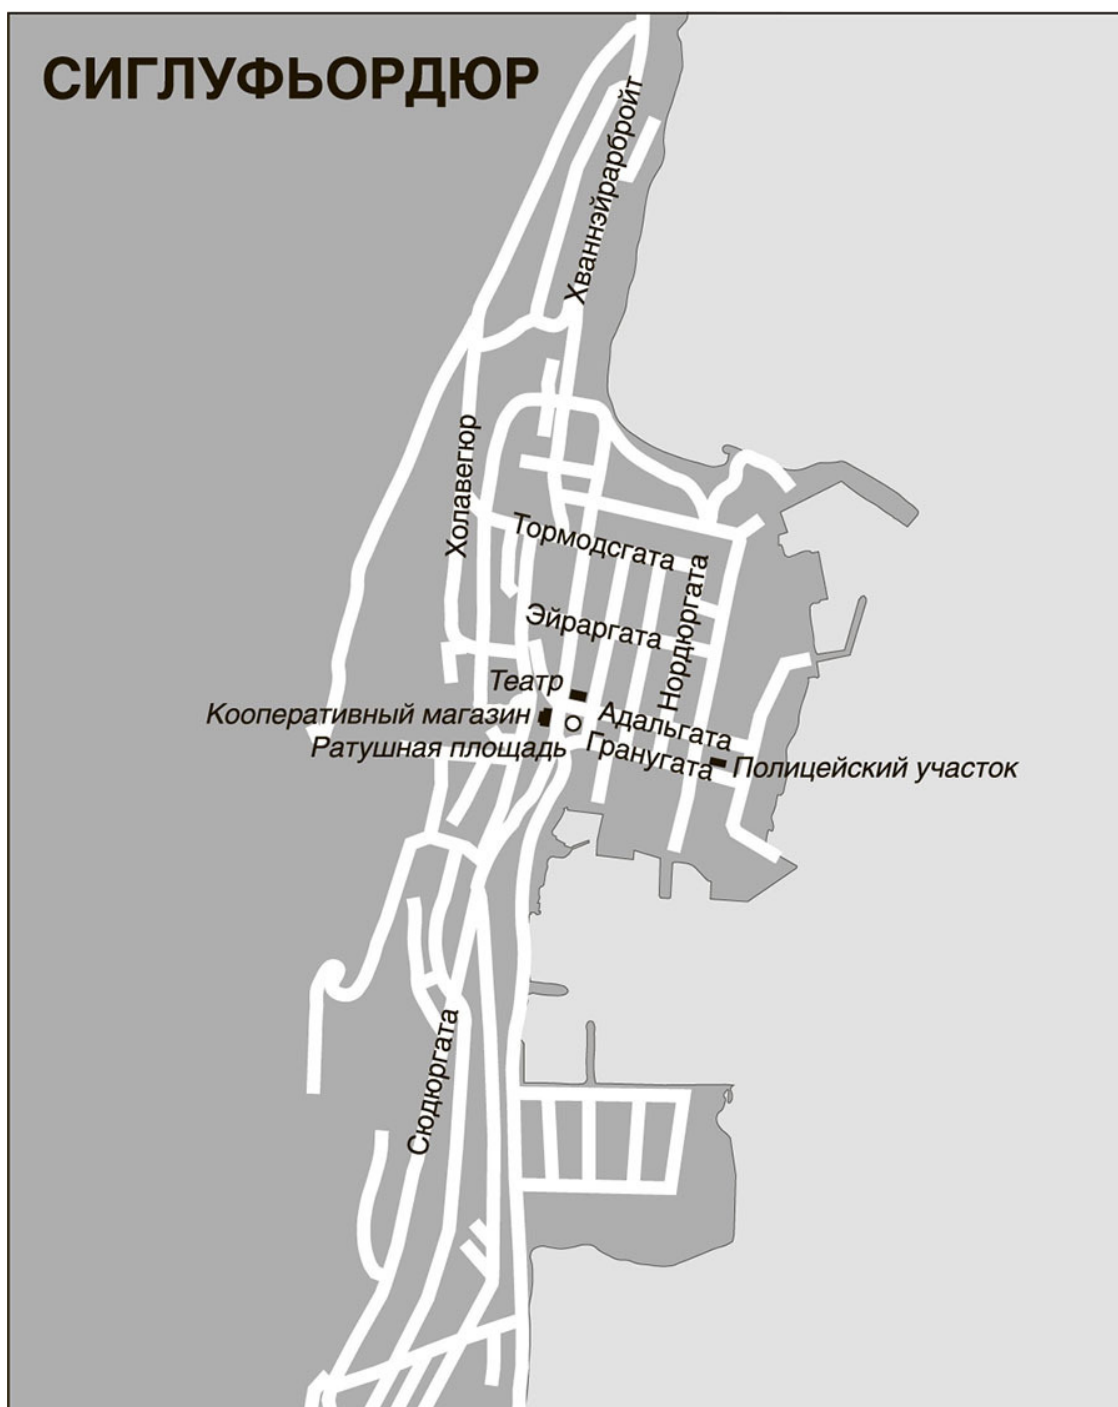 СИГЛУФЬОРДЮР
Хваннэйрарбройт
Холавегюр
Тормодсгата
Нордюргата
Эйраргата
Театр
Кооперативный магазин
Адальгата
Ратушная площадь
Гранугата
Полицейский участок
Сюдюргата